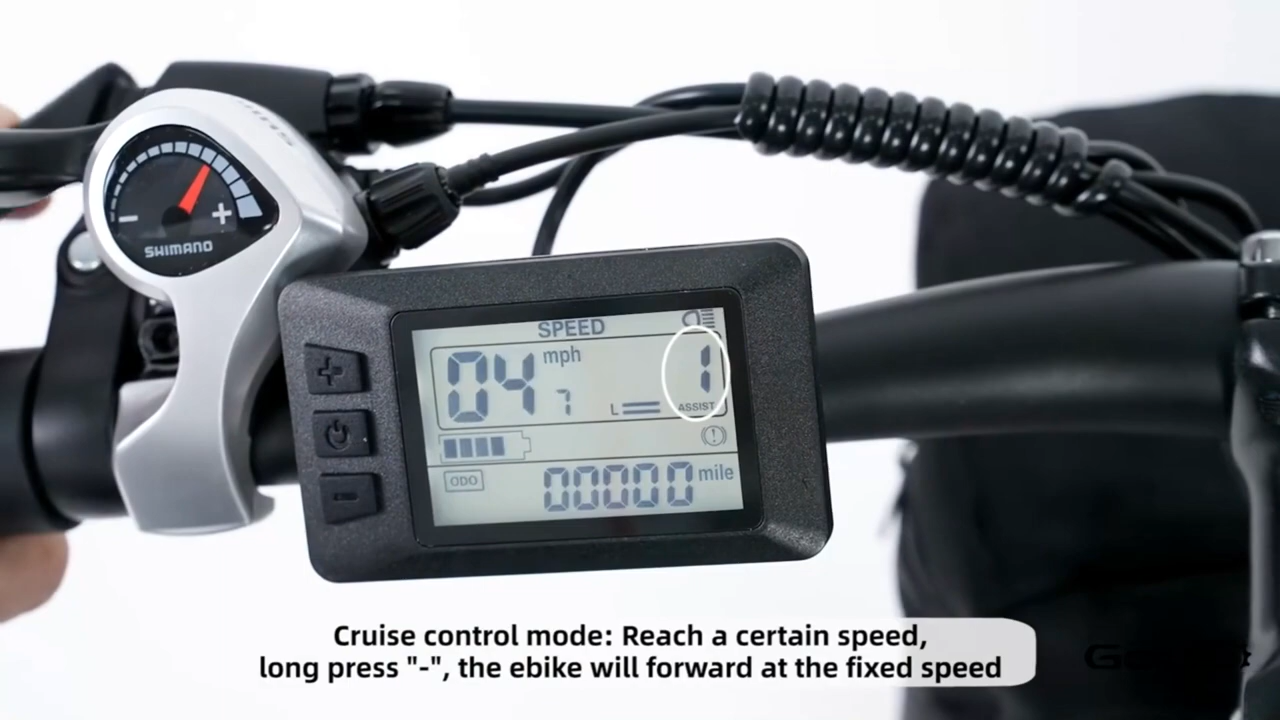 SHIMANO
SPEED
04 7 mph
1
L
ASSIST
ODO
00000 mile
Cruise control mode: Reach a certain speed,
long press "-", the ebike will forward at the fixed speed